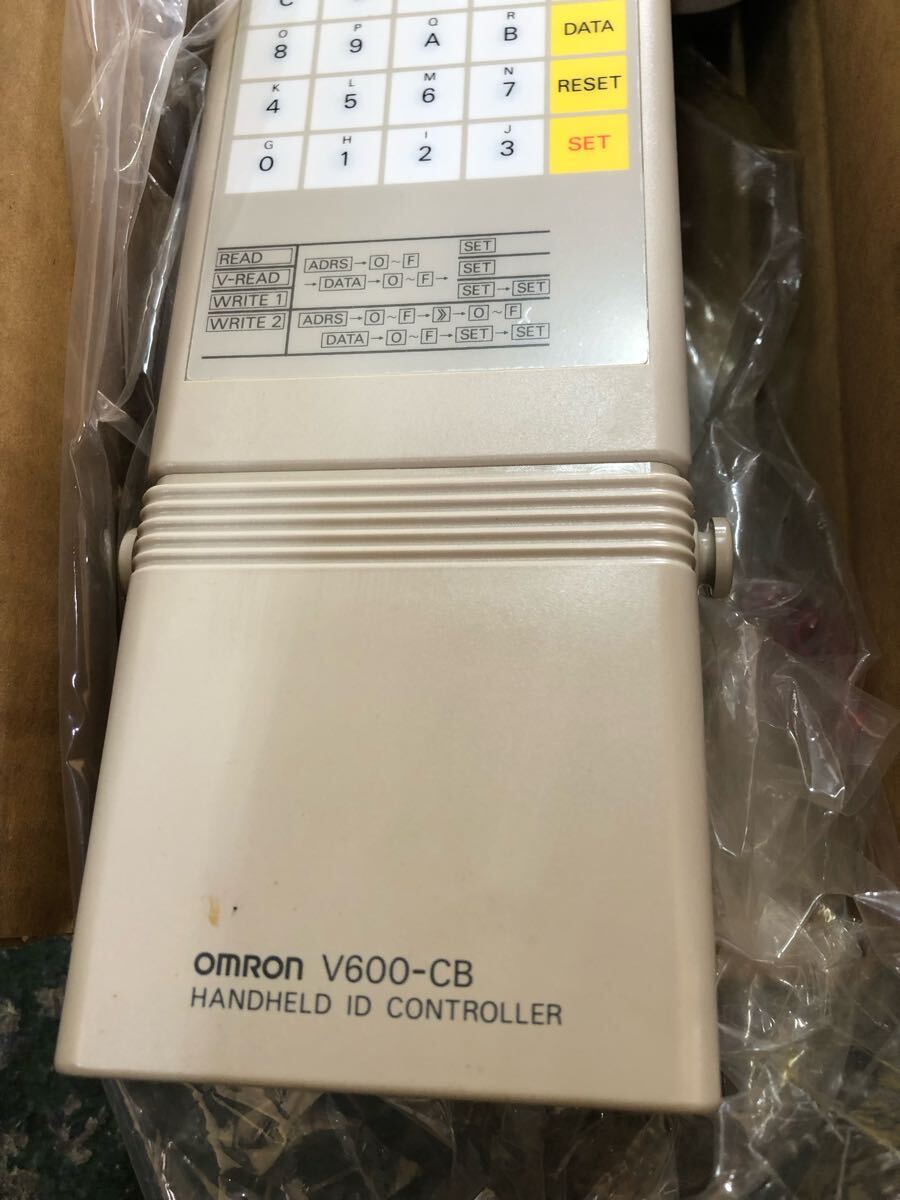 C
O P Q R
8 9 A B DATA
K L M N
4 5 6 7 RESET
G H I J
0 1 2 3 SET
READ ADRS→0~F SET
V-READ →DATA→0~F→ SET
WRITE 1 SET→SET
WRITE 2 ADRS→0~F→》→0~F
DATA→0~F→SET→SET
OMRON V600-CB
HANDHELD ID CONTROLLER